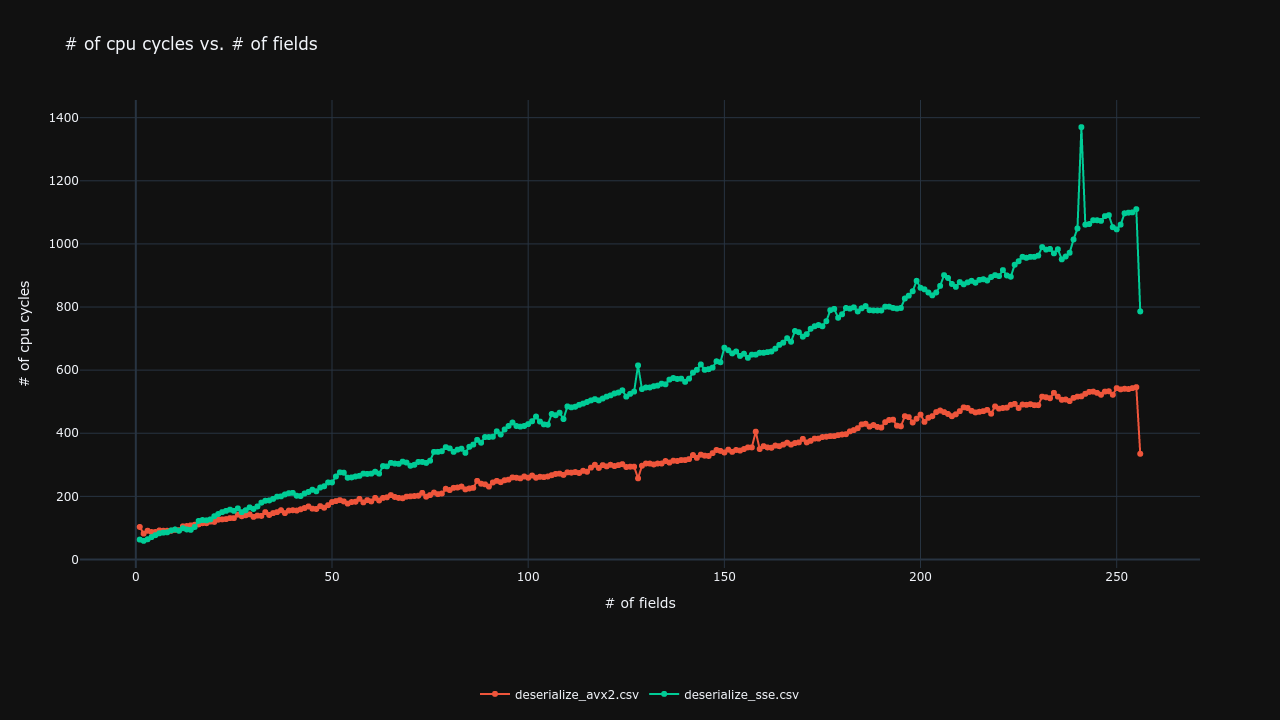 # of cpu cycles vs. # of fields
1400
1200
1000
800
600
400
200
0
# of cpu cycles
0 50 100 150 200 250
# of fields
deserialize_avx2.csv deserialize_sse.csv